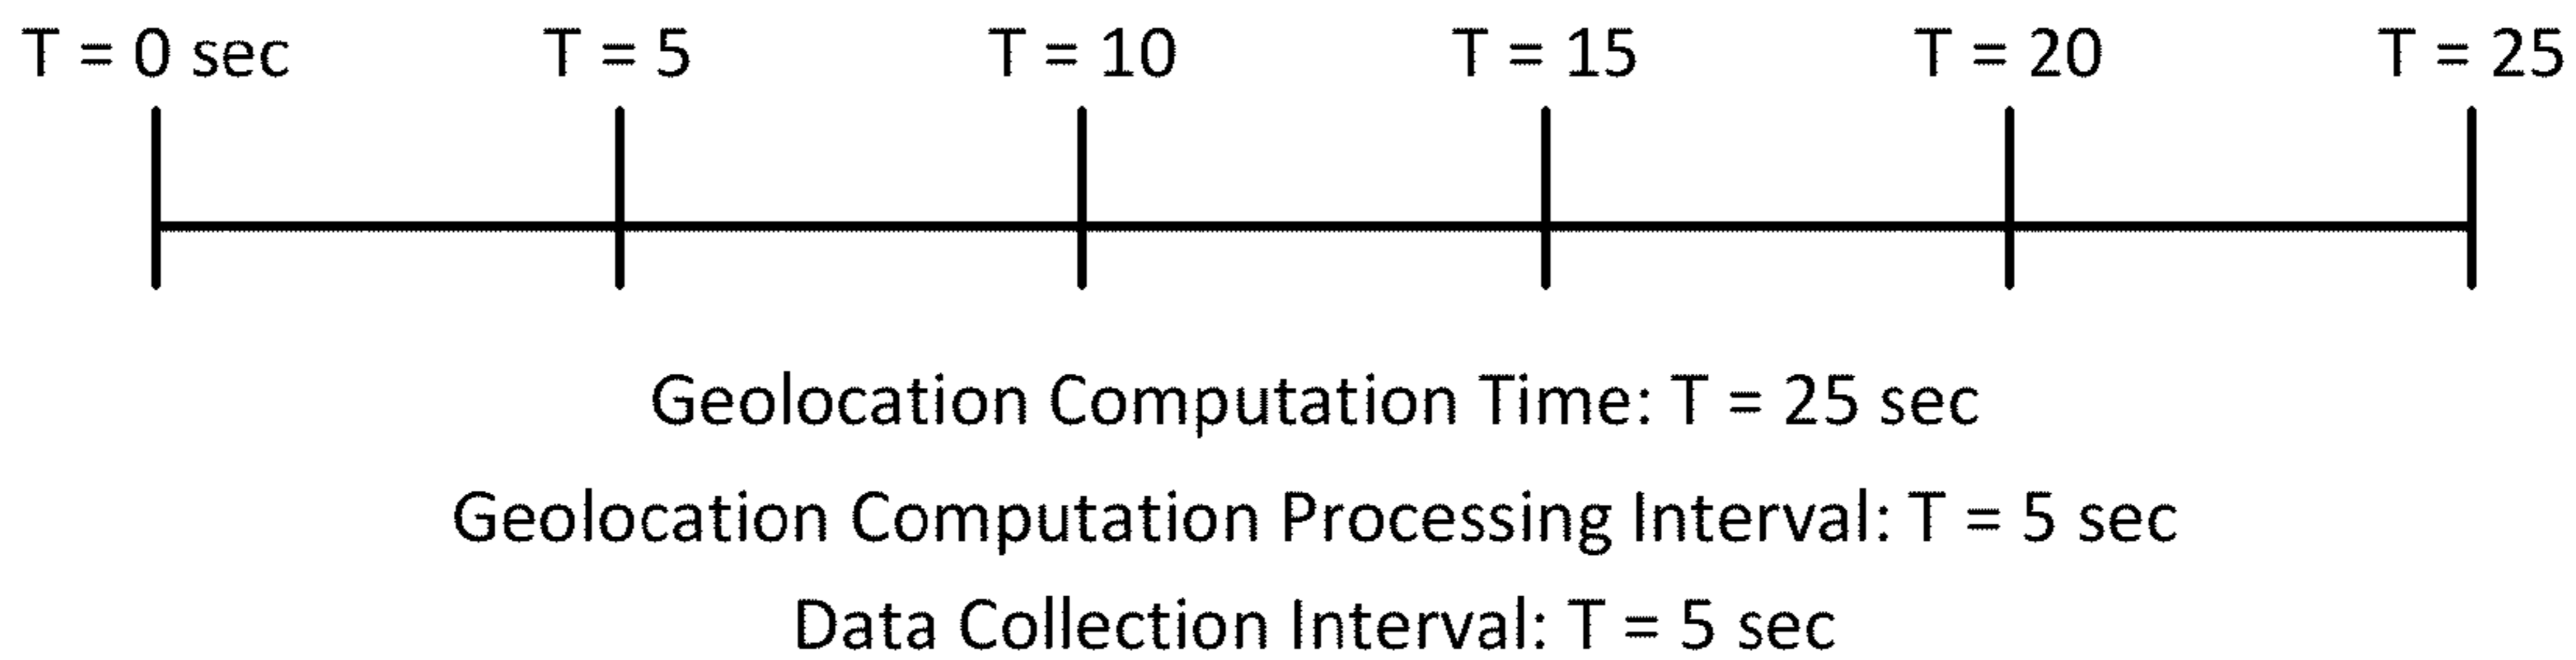 T = 0 sec T = 5 T = 10 T = 15 T = 20 T = 25
Geolocation Computation Time: T = 25 sec
Geolocation Computation Processing Interval: T = 5 sec
Data Collection Interval: T = 5 sec